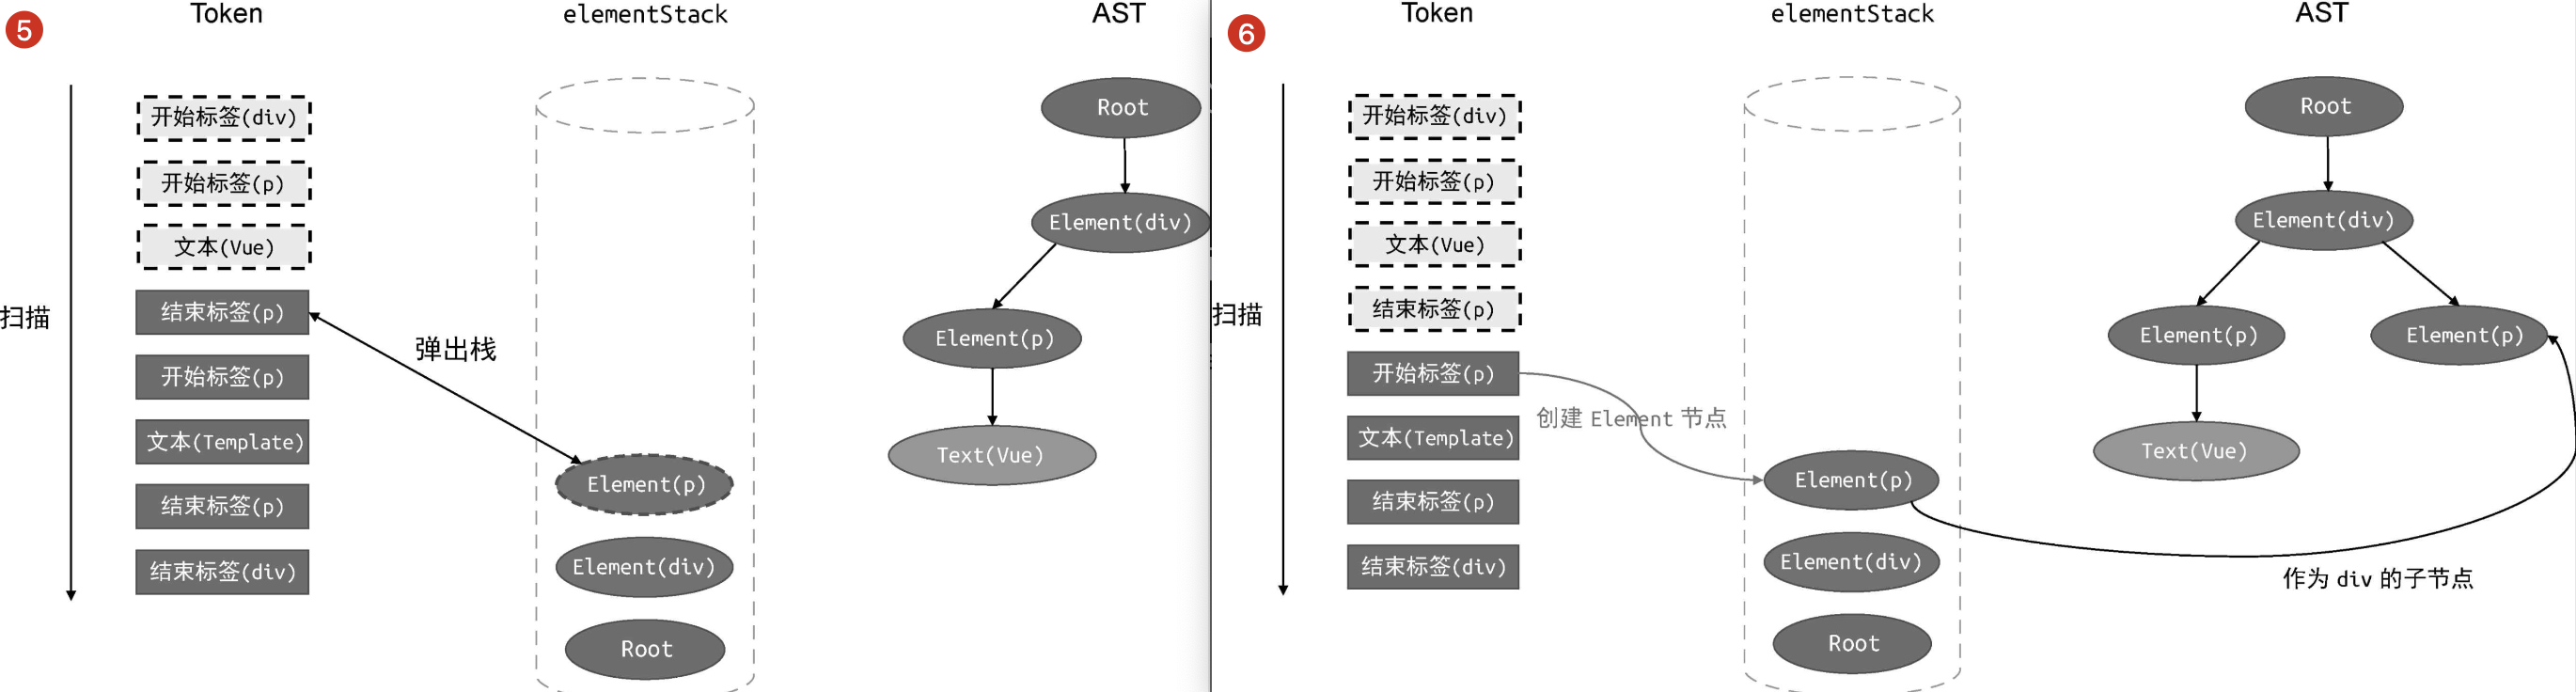 5
Token
elementStack
AST
扫描
开始标签(div)
开始标签(p)
文本(Vue)
结束标签(p)
开始标签(p)
文本(Template)
结束标签(p)
结束标签(div)
弹出栈
Element(p)
Element(div)
Root
Root
Element(div)
Element(p)
Text(Vue)
6
Token
elementStack
AST
扫描
开始标签(div)
开始标签(p)
文本(Vue)
结束标签(p)
开始标签(p)
文本(Template)
结束标签(p)
结束标签(div)
创建 Element 节点
Element(p)
Element(div)
Root
Root
Element(div)
Element(p)
Element(p)
Text(Vue)
作为 div 的子节点